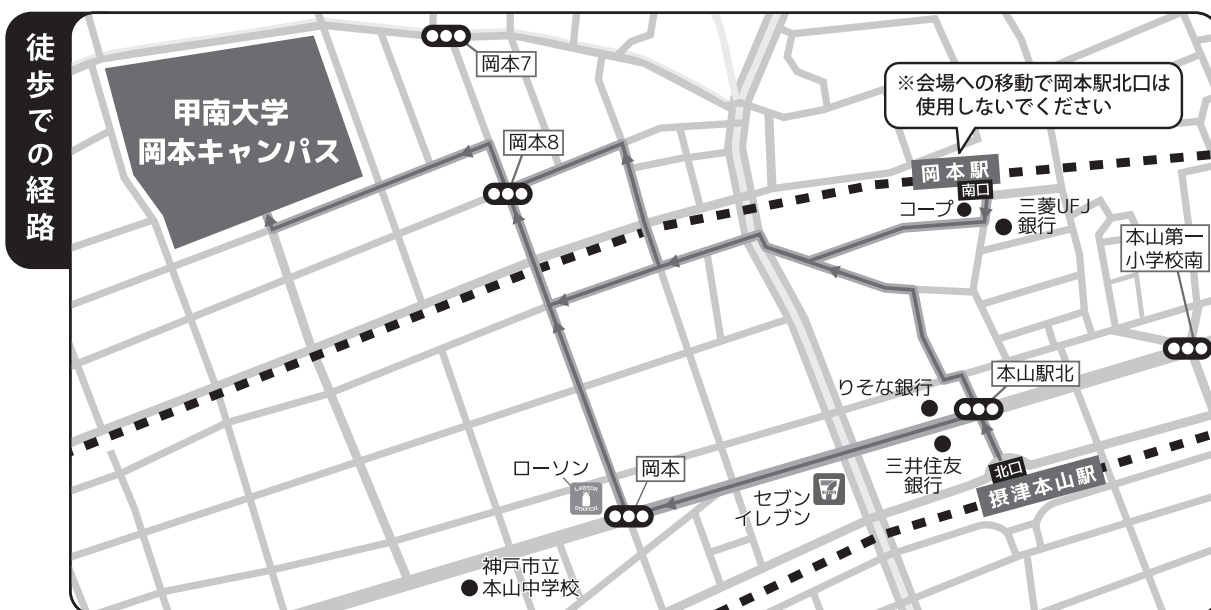 徒歩での経路
甲南大学
岡本キャンパス
岡本7
岡本8
※会場への移動で岡本駅北口は
使用しないでください
岡本駅
南口
コープ
三菱UFJ
銀行
本山第一
小学校南
本山駅北
りそな銀行
三井住友
銀行
北口
摂津本山駅
ローソン
LAWSON
STATION
岡本
セブン
イレブン
7
神戸市立
本山中学校